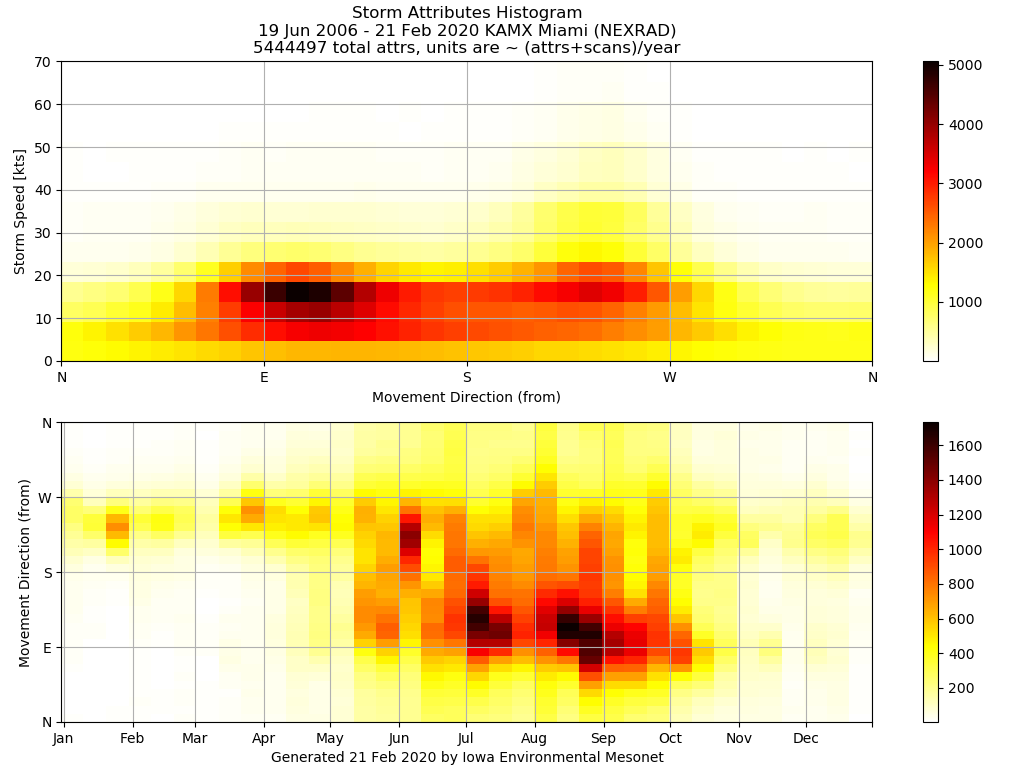 Storm Attributes Histogram
19 Jun 2006 - 21 Feb 2020 KAMX Miami (NEXRAD)
5444497 total attrs, units are ~ (attrs+scans)/year
70
60
50
40
30
20
10
0
Storm Speed [kts]
N E S W N
Movement Direction (from)
5000
4000
3000
2000
1000
N
W
S
E
N
Movement Direction (from)
Jan Feb Mar Apr May Jun Jul Aug Sep Oct Nov Dec
Generated 21 Feb 2020 by Iowa Environmental Mesonet
1600
1400
1200
1000
800
600
400
200